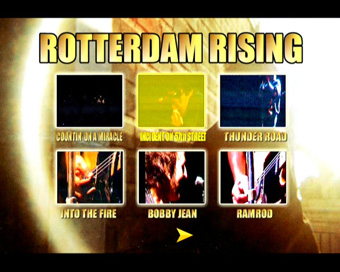 ROTTERDAM RISING
COUNTIN' ON A MIRACLE
INCIDENT ON 57TH STREET
THUNDER ROAD
INTO THE FIRE
BOBBY JEAN
RAMROD